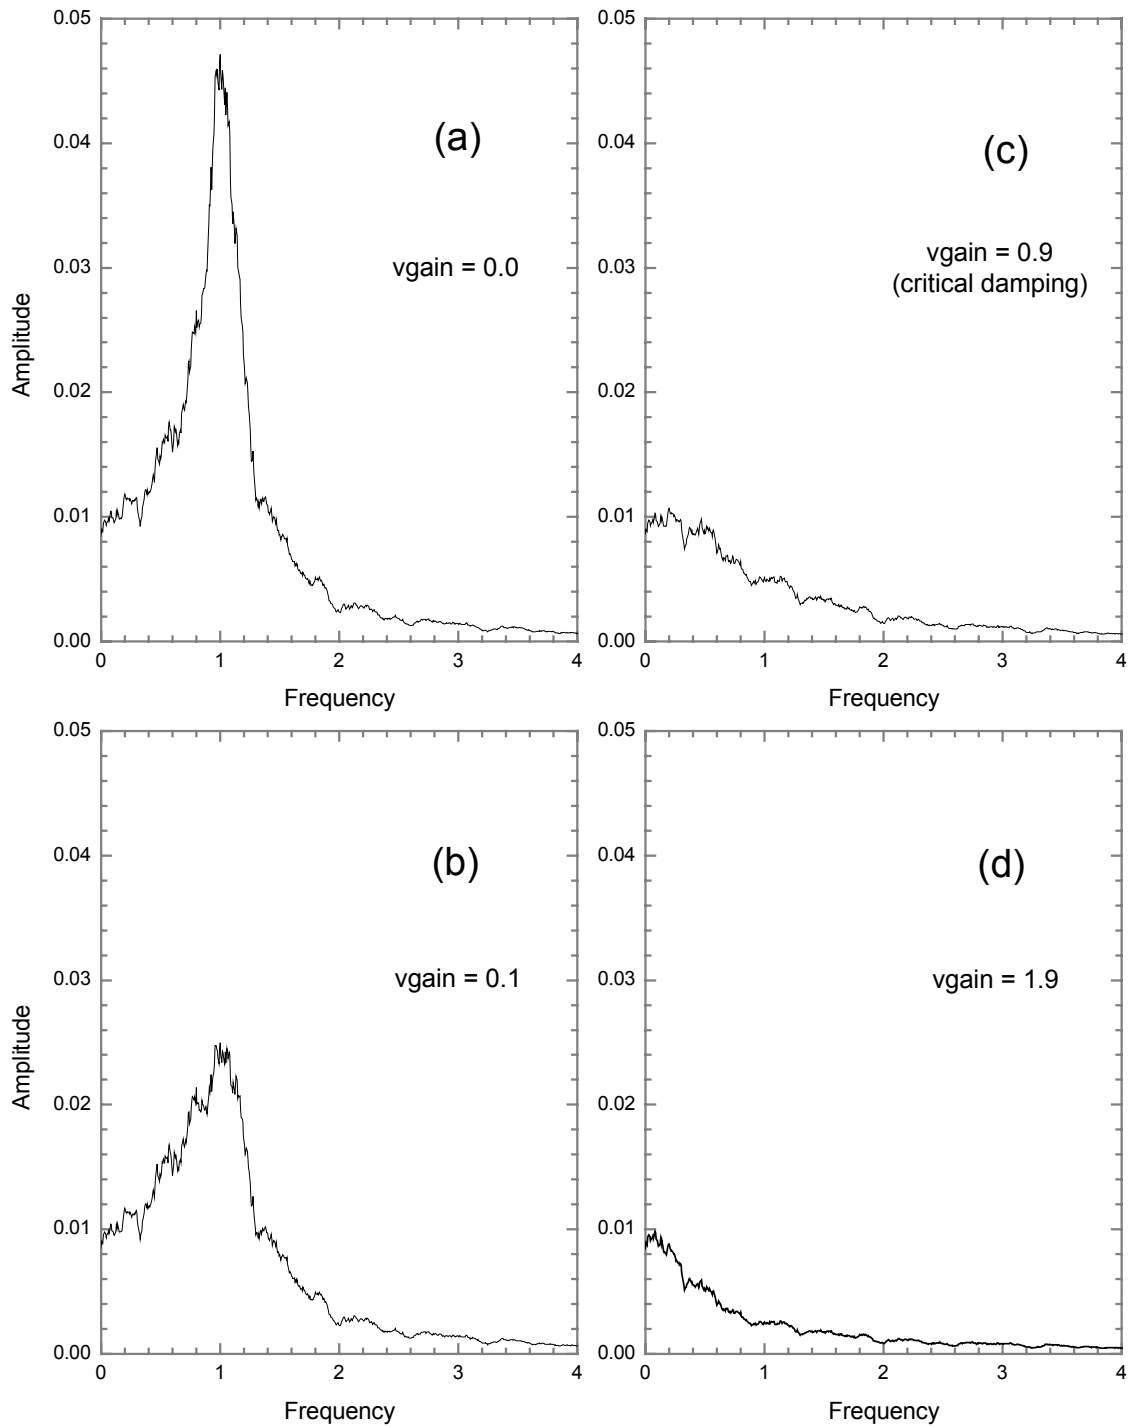 0.05
0.04
0.03
0.02
0.01
0.00
Amplitude
(a)
vgain = 0.0
0 1 2 3 4
Frequency
0.05
0.04
0.03
0.02
0.01
0.00
(c)
vgain = 0.9
(critical damping)
0 1 2 3 4
Frequency
0.05
0.04
0.03
0.02
0.01
0.00
Amplitude
(b)
vgain = 0.1
0 1 2 3 4
Frequency
0.05
0.04
0.03
0.02
0.01
0.00
(d)
vgain = 1.9
0 1 2 3 4
Frequency